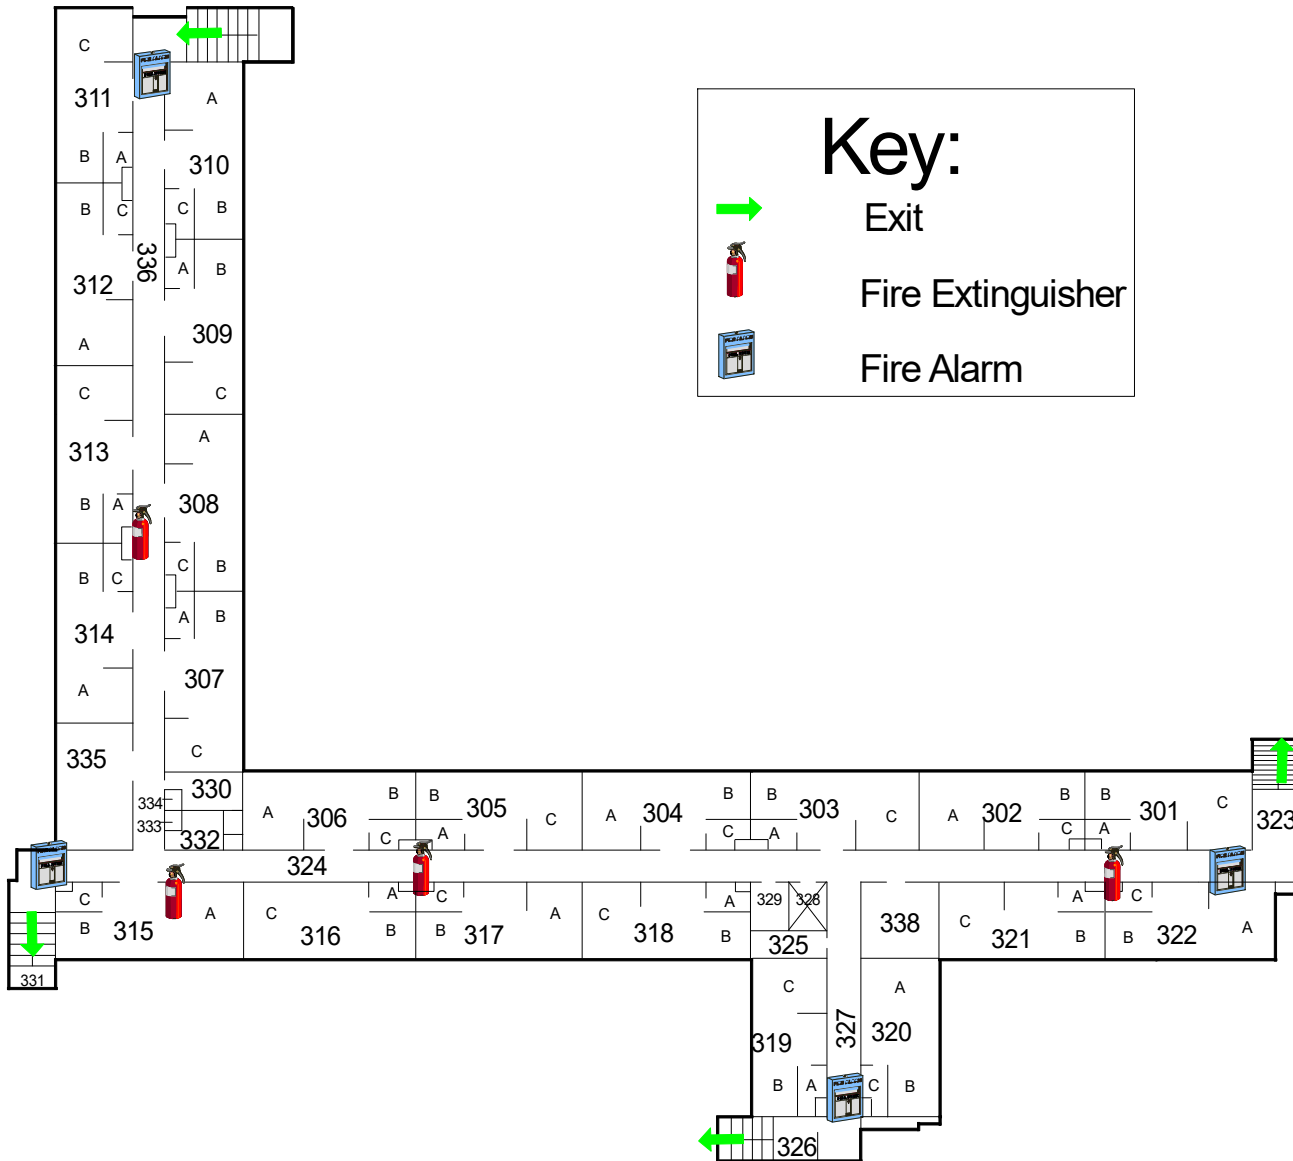 Key:
Exit
Fire Extinguisher
Fire Alarm
C
311
A
B A
310
B C
C B
336
312
A B
309
A
C
C
A
313
308
B A
C B
B C
A B
314
307
A
C
335
330
334
333
332
A 306 B
B 305 C
A 304 B
B 303 C
A 302 B
B 301 C
323
C A
C A
C A
324
C
B 315 A
C 316 A B
C B 317 A
C 318 A B
329 328
325
338
C 321 A B
C B 322 A
331
C
A
319
327
320
B A
C B
326